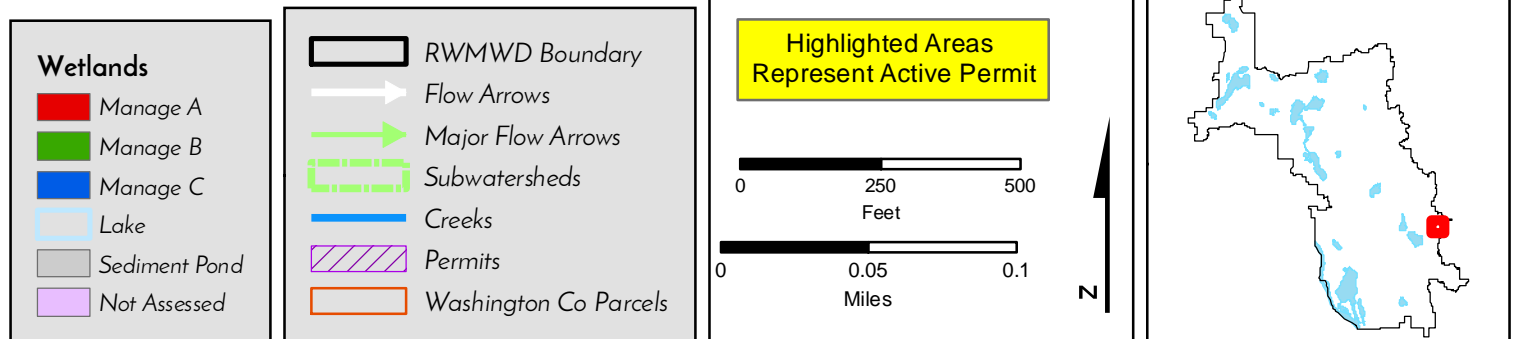 Wetlands
Manage A
Manage B
Manage C
Lake
Sediment Pond
Not Assessed
RWMWD Boundary
Flow Arrows
Major Flow Arrows
Subwatersheds
Creeks
Permits
Washington Co Parcels
Highlighted Areas
Represent Active Permit
0 250 500
Feet
0 0.05 0.1
Miles
N